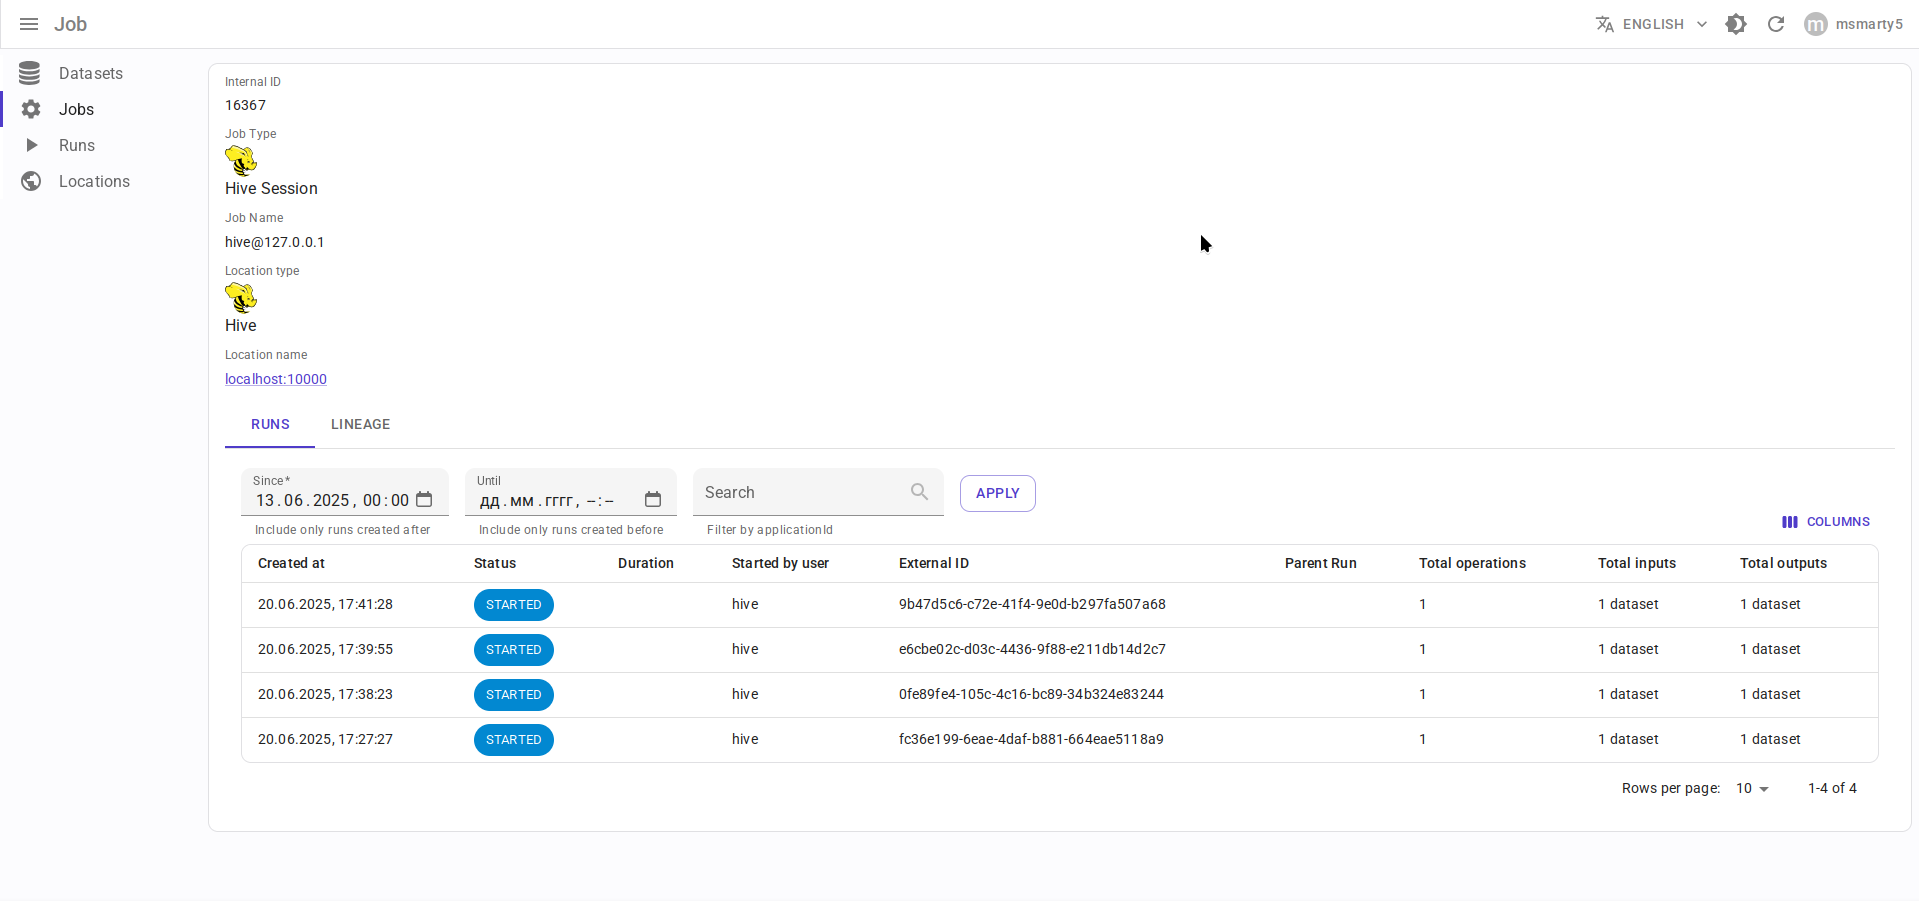 Job
ENGLISH
m
msmarty5
Datasets
Jobs
Runs
Locations
Internal ID
16367
Job Type
Hive Session
Job Name
hive@127.0.0.1
Location type
Hive
Location name
localhost:10000
RUNS LINEAGE
Since*
13.06.2025, 00:00
Include only runs created after
Until
дд.мм.гггг, --:--
Include only runs created before
Search
Filter by applicationId
APPLY
COLUMNS
Created at Status Duration Started by user External ID Parent Run Total operations Total inputs Total outputs
20.06.2025, 17:41:28 STARTED hive 9b47d5c6-c72e-41f4-9e0d-b297fa507a68 1 1 dataset 1 dataset
20.06.2025, 17:39:55 STARTED hive e6cbe02c-d03c-4436-9f88-e211db14d2c7 1 1 dataset 1 dataset
20.06.2025, 17:38:23 STARTED hive 0fe89fe4-105c-4c16-bc89-34b324e83244 1 1 dataset 1 dataset
20.06.2025, 17:27:27 STARTED hive fc36e199-6eae-4daf-b881-664eae5118a9 1 1 dataset 1 dataset
Rows per page: 10 1-4 of 4